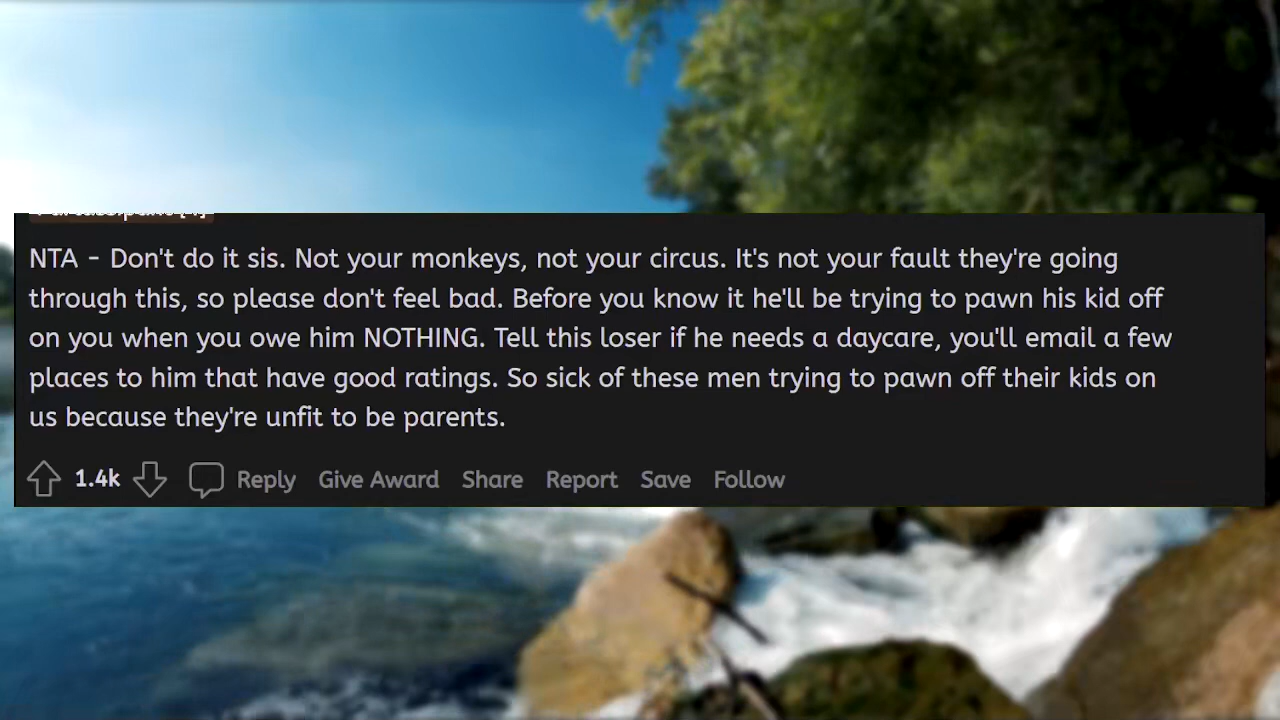 NTA - Don't do it sis. Not your monkeys, not your circus. It's not your fault they're going
through this, so please don't feel bad. Before you know it he'll be trying to pawn his kid off
on you when you owe him NOTHING. Tell this loser if he needs a daycare, you'll email a few
places to him that have good ratings. So sick of these men trying to pawn off their kids on
us because they're unfit to be parents.
1.4k Reply Give Award Share Report Save Follow